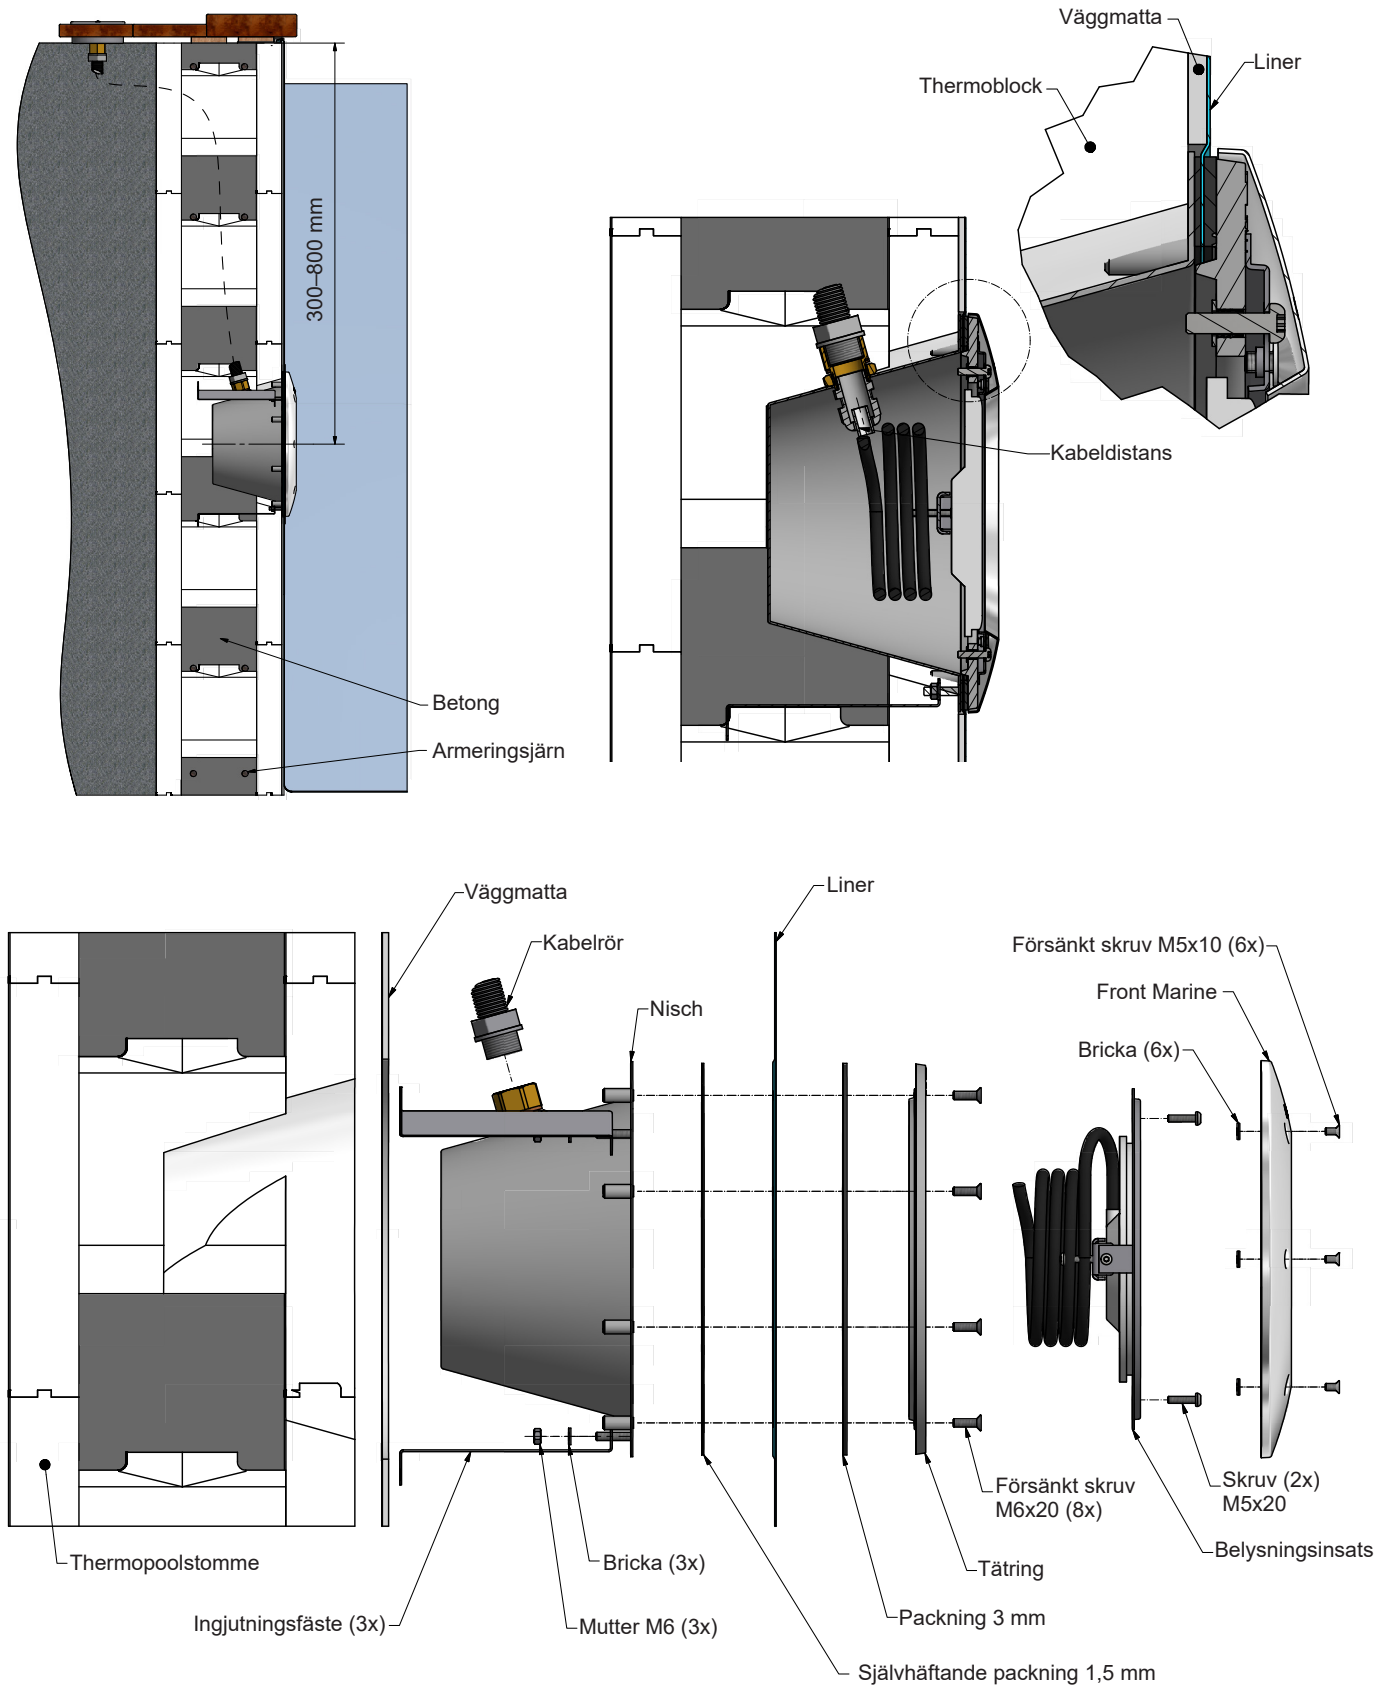 Väggmatta
Liner
Thermoblock
300–800 mm
Kabeldistans
Betong
Armeringsjärn
Väggmatta
Liner
Kabelrör
Försänkt skruv M5x10 (6x)
Front Marine
Nisch
Bricka (6x)
Försänkt skruv
M6x20 (8x)
Skruv (2x)
M5x20
Belysningsinsats
Thermopoolstomme
Bricka (3x)
Tätring
Ingjutningsfäste (3x)
Mutter M6 (3x)
Packning 3 mm
Självhäftande packning 1,5 mm